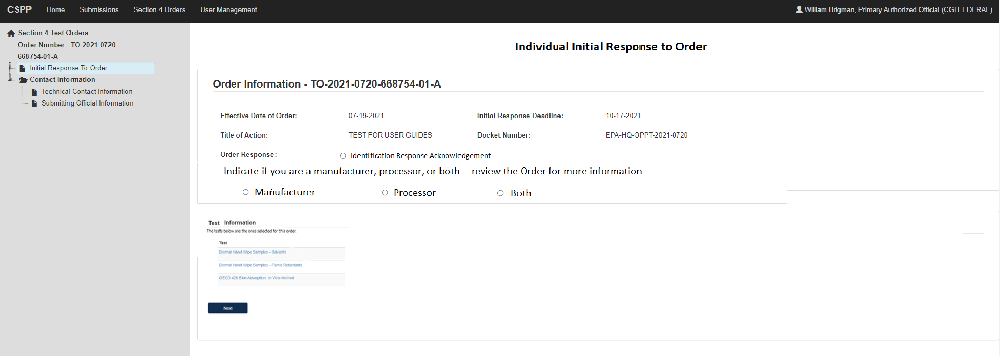 CSPP Home Submissions Section 4 Orders User Management William Brigman, Primary Authorized Official (CGI FEDERAL)
Section 4 Test Orders
Order Number - TO-2021-0720-
668754-01-A
Initial Response To Order
Contact Information
Technical Contact Information
Submitting Official Information
Individual Initial Response to Order
Order Information - TO-2021-0720-668754-01-A
Effective Date of Order: 07-19-2021 Initial Response Deadline: 10-17-2021
Title of Action: TEST FOR USER GUIDES Docket Number: EPA-HQ-OPPT-2021-0720
Order Response: Identification Response Acknowledgement
Indicate if you are a manufacturer, processor, or both -- review the Order for more information
Manufacturer Processor Both
Test Information
The tests below are the ones selected for this order.
Test
Dermal Hand Wipe Samples - Solvents
Dermal Hand Wipe Samples - Flame Retardants
OECD 428 Skin Absorption: In Vitro Method
Next